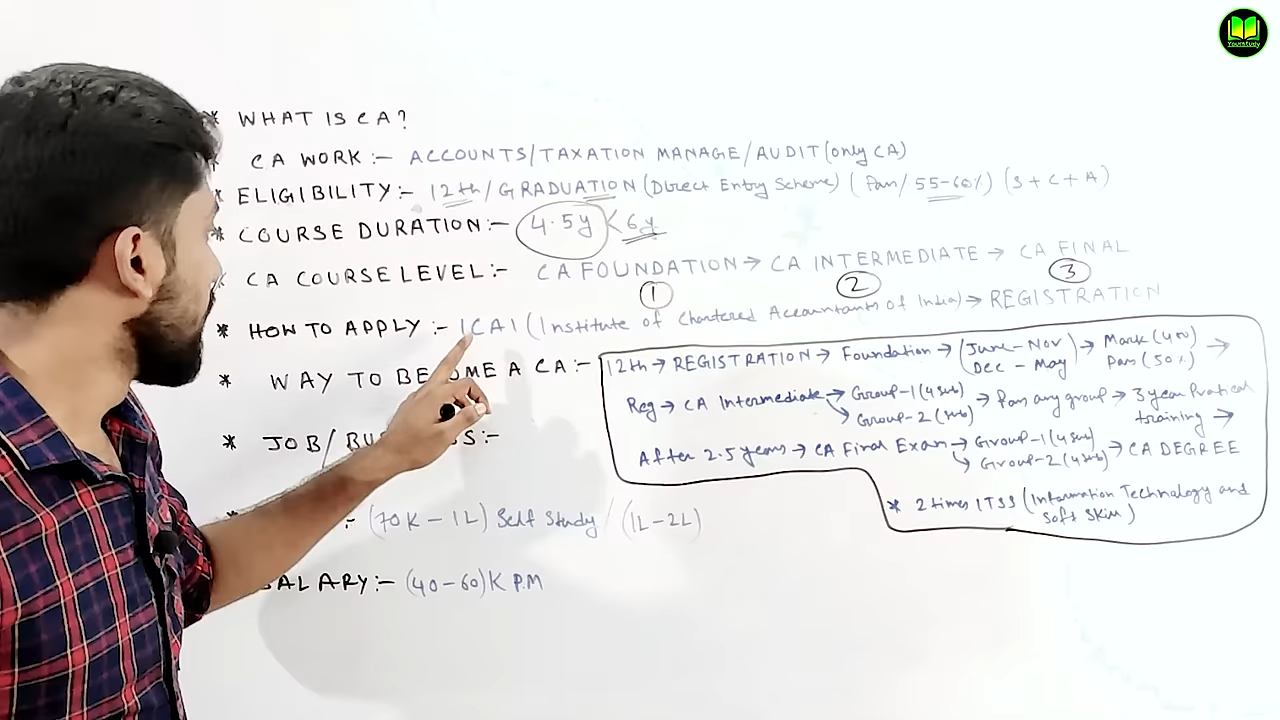 Yourstudy
* WHAT IS CA?
* CA WORK :- ACCOUNTS/TAXATION MANAGE/AUDIT (only CA)
* ELIGIBILITY :- 12th/GRADUATION (Direct Entry Scheme) (Pass/55-60%) (S+C+A)
* COURSE DURATION :- 4.5y < 6y
* CA COURSE LEVEL :- CA FOUNDATION → CA INTERMEDIATE → CA FINAL
1 2 3
* HOW TO APPLY :- ICAI (Institute of Chartered Accountants of India) → REGISTRATION
* WAY TO BECOME A CA :-
12th → REGISTRATION → Foundation → (June - Nov → Mark (400) →
Dec - May) Pass (50%)
Reg → CA Intermediate → Group-1 (4 sub) → Pass any group → 3 year Pratical
Group-2 (sub) training →
After 2.5 years → CA Final Exam → Group-1 (4 sub) → CA DEGREE
Group-2 (4 sub)
* 2 times ITSS (Information Technology and
Soft Skill)
* JOB/BU S :-
:- (70K - 1L) Self Study / (1L-2L)
SALARY :- (40-60)K P.M